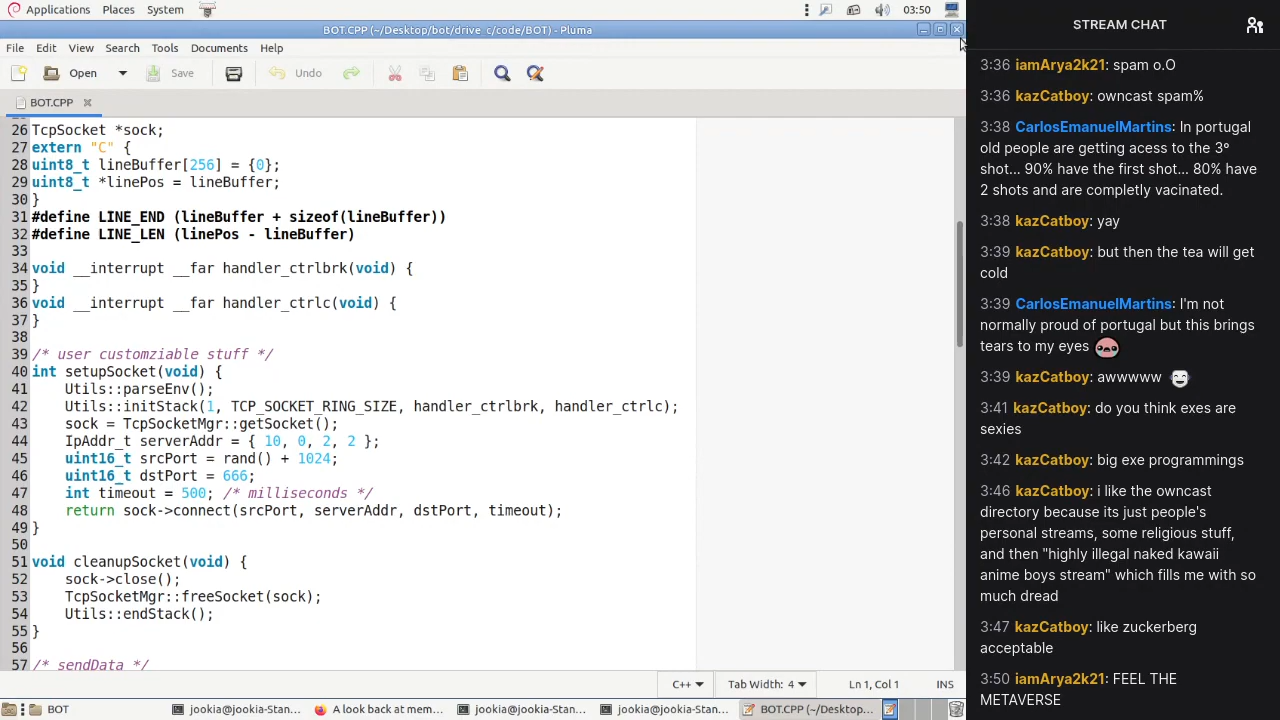 Applications Places System 03:50
BOT.CPP (~/Desktop/bot/drive_c/code/BOT) - Pluma
File Edit View Search Tools Documents Help
Open Save Undo
BOT.CPP
26 TcpSocket *sock;
27 extern "C" {
28 uint8_t lineBuffer[256] = {0};
29 uint8_t *linePos = lineBuffer;
30 }
31 #define LINE_END (lineBuffer + sizeof(lineBuffer))
32 #define LINE_LEN (linePos - lineBuffer)
33
34 void __interrupt __far handler_ctrlbrk(void) {
35 }
36 void __interrupt __far handler_ctrlc(void) {
37 }
38
39 /* user customziable stuff */
40 int setupSocket(void) {
41     Utils::parseEnv();
42     Utils::initStack(1, TCP_SOCKET_RING_SIZE, handler_ctrlbrk, handler_ctrlc);
43     sock = TcpSocketMgr::getSocket();
44     IpAddr_t serverAddr = { 10, 0, 2, 2 };
45     uint16_t srcPort = rand() + 1024;
46     uint16_t dstPort = 666;
47     int timeout = 500; /* milliseconds */
48     return sock->connect(srcPort, serverAddr, dstPort, timeout);
49 }
50
51 void cleanupSocket(void) {
52     sock->close();
53     TcpSocketMgr::freeSocket(sock);
54     Utils::endStack();
55 }
56
57 /* sendData */
C++ Tab Width: 4 Ln 1, Col 1 INS
BOT jookia@jookia-Stan... A look back at mem... jookia@jookia-Stan... jookia@jookia-Stan... BOT.CPP (~/Desktop/...
STREAM CHAT
3:36 iamArya2k21: spam o.O
3:36 kazCatboy: owncast spam%
3:38 CarlosEmanuelMartins: In portugal
old people are getting acess to the 3º
shot... 90% have the first shot... 80% have
2 shots and are completly vacinated.
3:38 kazCatboy: yay
3:39 kazCatboy: but then the tea will get
cold
3:39 CarlosEmanuelMartins: I'm not
normally proud of portugal but this brings
tears to my eyes
3:39 kazCatboy: awwwww
3:41 kazCatboy: do you think exes are
sexies
3:42 kazCatboy: big exe programmings
3:46 kazCatboy: i like the owncast
directory because its just people's
personal streams, some religious stuff,
and then "highly illegal naked kawaii
anime boys stream" which fills me with so
much dread
3:47 kazCatboy: like zuckerberg
acceptable
3:50 iamArya2k21: FEEL THE
METAVERSE